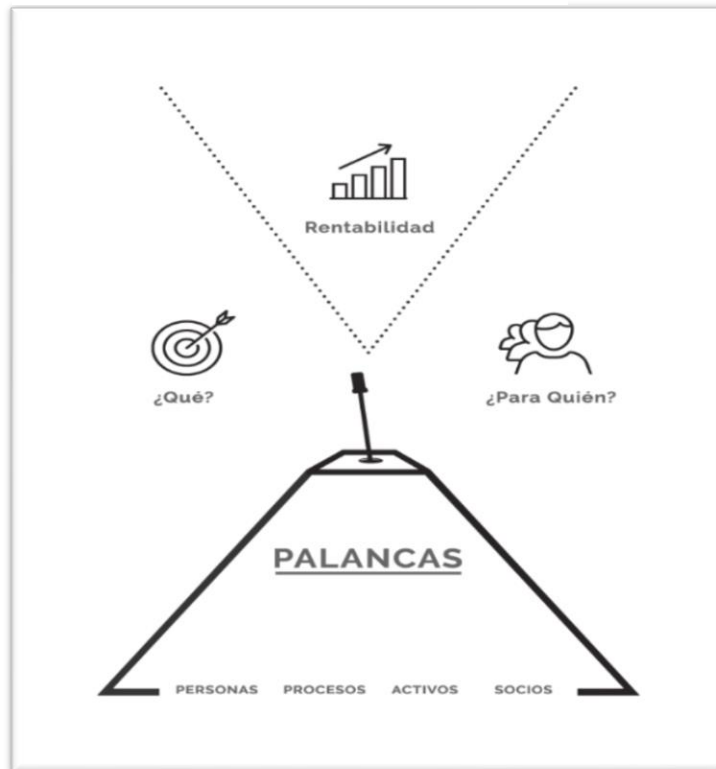 Rentabilidad
¿Qué?
¿Para Quién?
PALANCAS
PERSONAS PROCESOS ACTIVOS SOCIOS